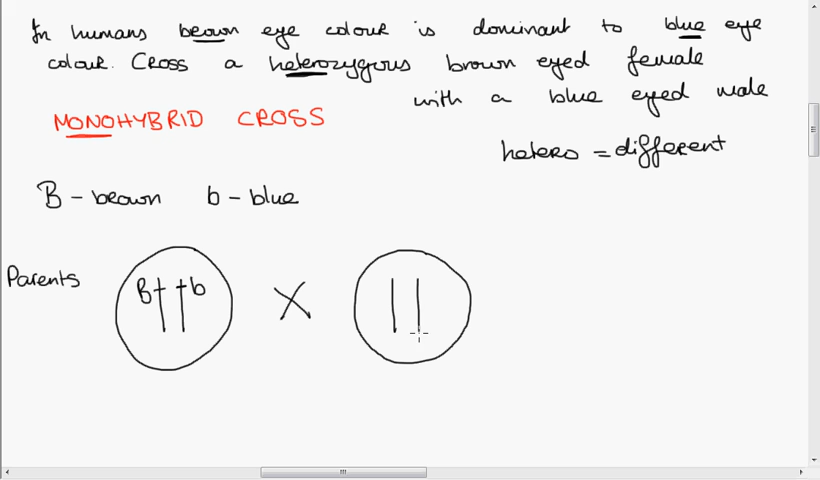 In humans brown eye colour is dominant to blue eye
colour. Cross a heterozygous brown eyed female
with a blue eyed male
MONOHYBRID CROSS
hetero = different
B - brown b - blue
Parents B b X